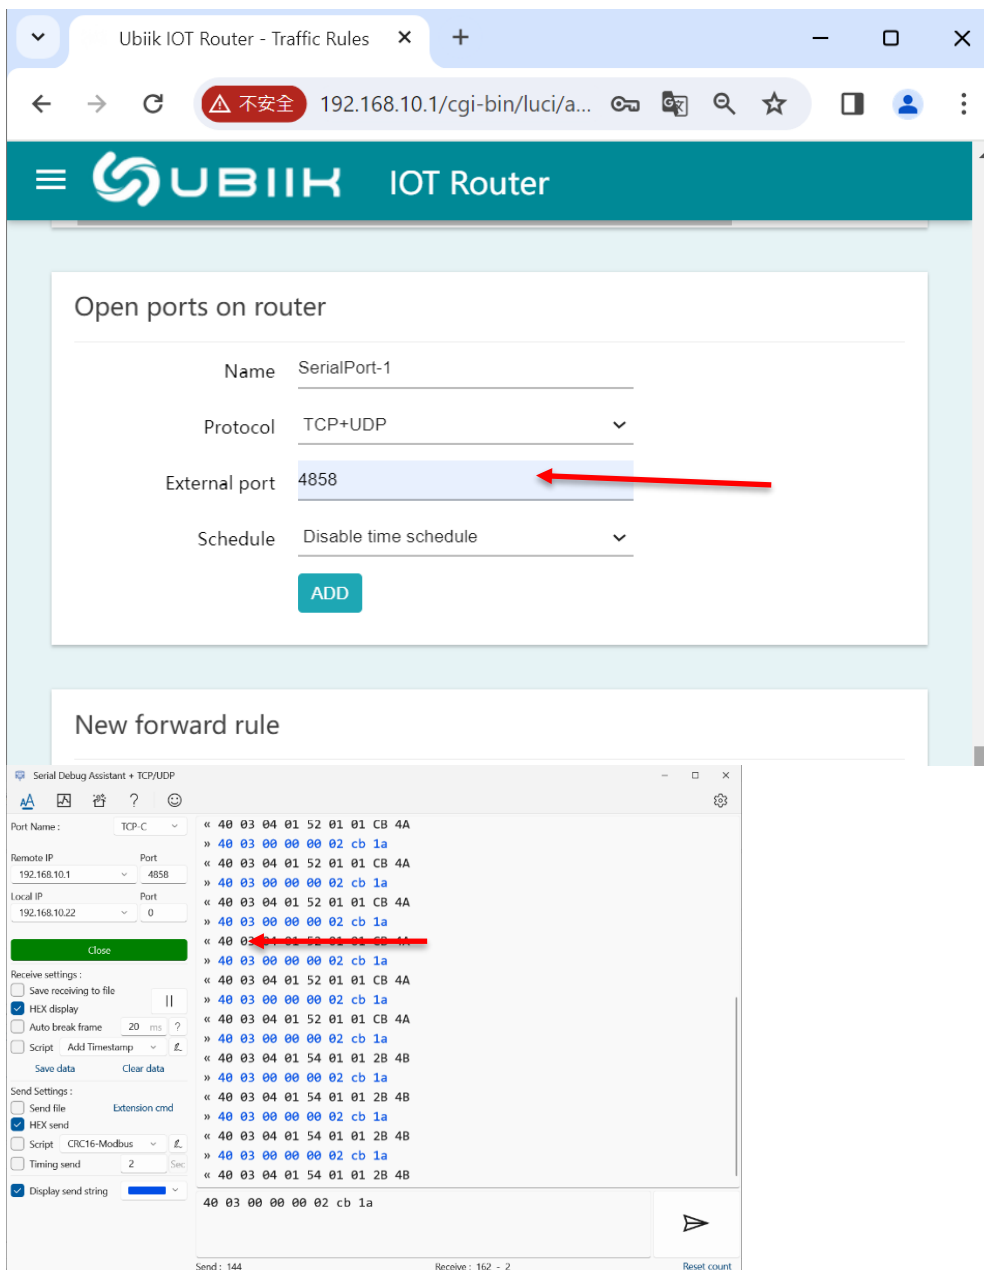 Ubiik IOT Router - Traffic Rules
不安全 192.168.10.1/cgi-bin/luci/a...
UBIIK IOT Router
Open ports on router
Name SerialPort-1
Protocol TCP+UDP
External port 4858
Schedule Disable time schedule
ADD
New forward rule
Serial Debug Assistant + TCP/UDP
Port Name : TCP-C
Remote IP Port
192.168.10.1 4858
Local IP Port
192.168.10.22 0
Close
Receive settings :
Save receiving to file
HEX display
Auto break frame 20 ms ?
Script Add Timestamp
Save data Clear data
Send Settings :
Send file Extension cmd
HEX send
Script CRC16-Modbus
Timing send 2 Sec
Display send string
« 40 03 04 01 52 01 01 CB 4A
» 40 03 00 00 00 02 cb 1a
« 40 03 04 01 52 01 01 CB 4A
» 40 03 00 00 00 02 cb 1a
« 40 03 04 01 52 01 01 CB 4A
» 40 03 00 00 00 02 cb 1a
« 40 03 04 01 52 01 01 CB 4A
» 40 03 00 00 00 02 cb 1a
« 40 03 04 01 52 01 01 CB 4A
» 40 03 00 00 00 02 cb 1a
« 40 03 04 01 52 01 01 CB 4A
» 40 03 00 00 00 02 cb 1a
« 40 03 04 01 54 01 01 2B 4B
» 40 03 00 00 00 02 cb 1a
« 40 03 04 01 54 01 01 2B 4B
» 40 03 00 00 00 02 cb 1a
« 40 03 04 01 54 01 01 2B 4B
» 40 03 00 00 00 02 cb 1a
« 40 03 04 01 54 01 01 2B 4B
40 03 00 00 00 02 cb 1a
Send : 144 Receive : 162 - 2 Reset count